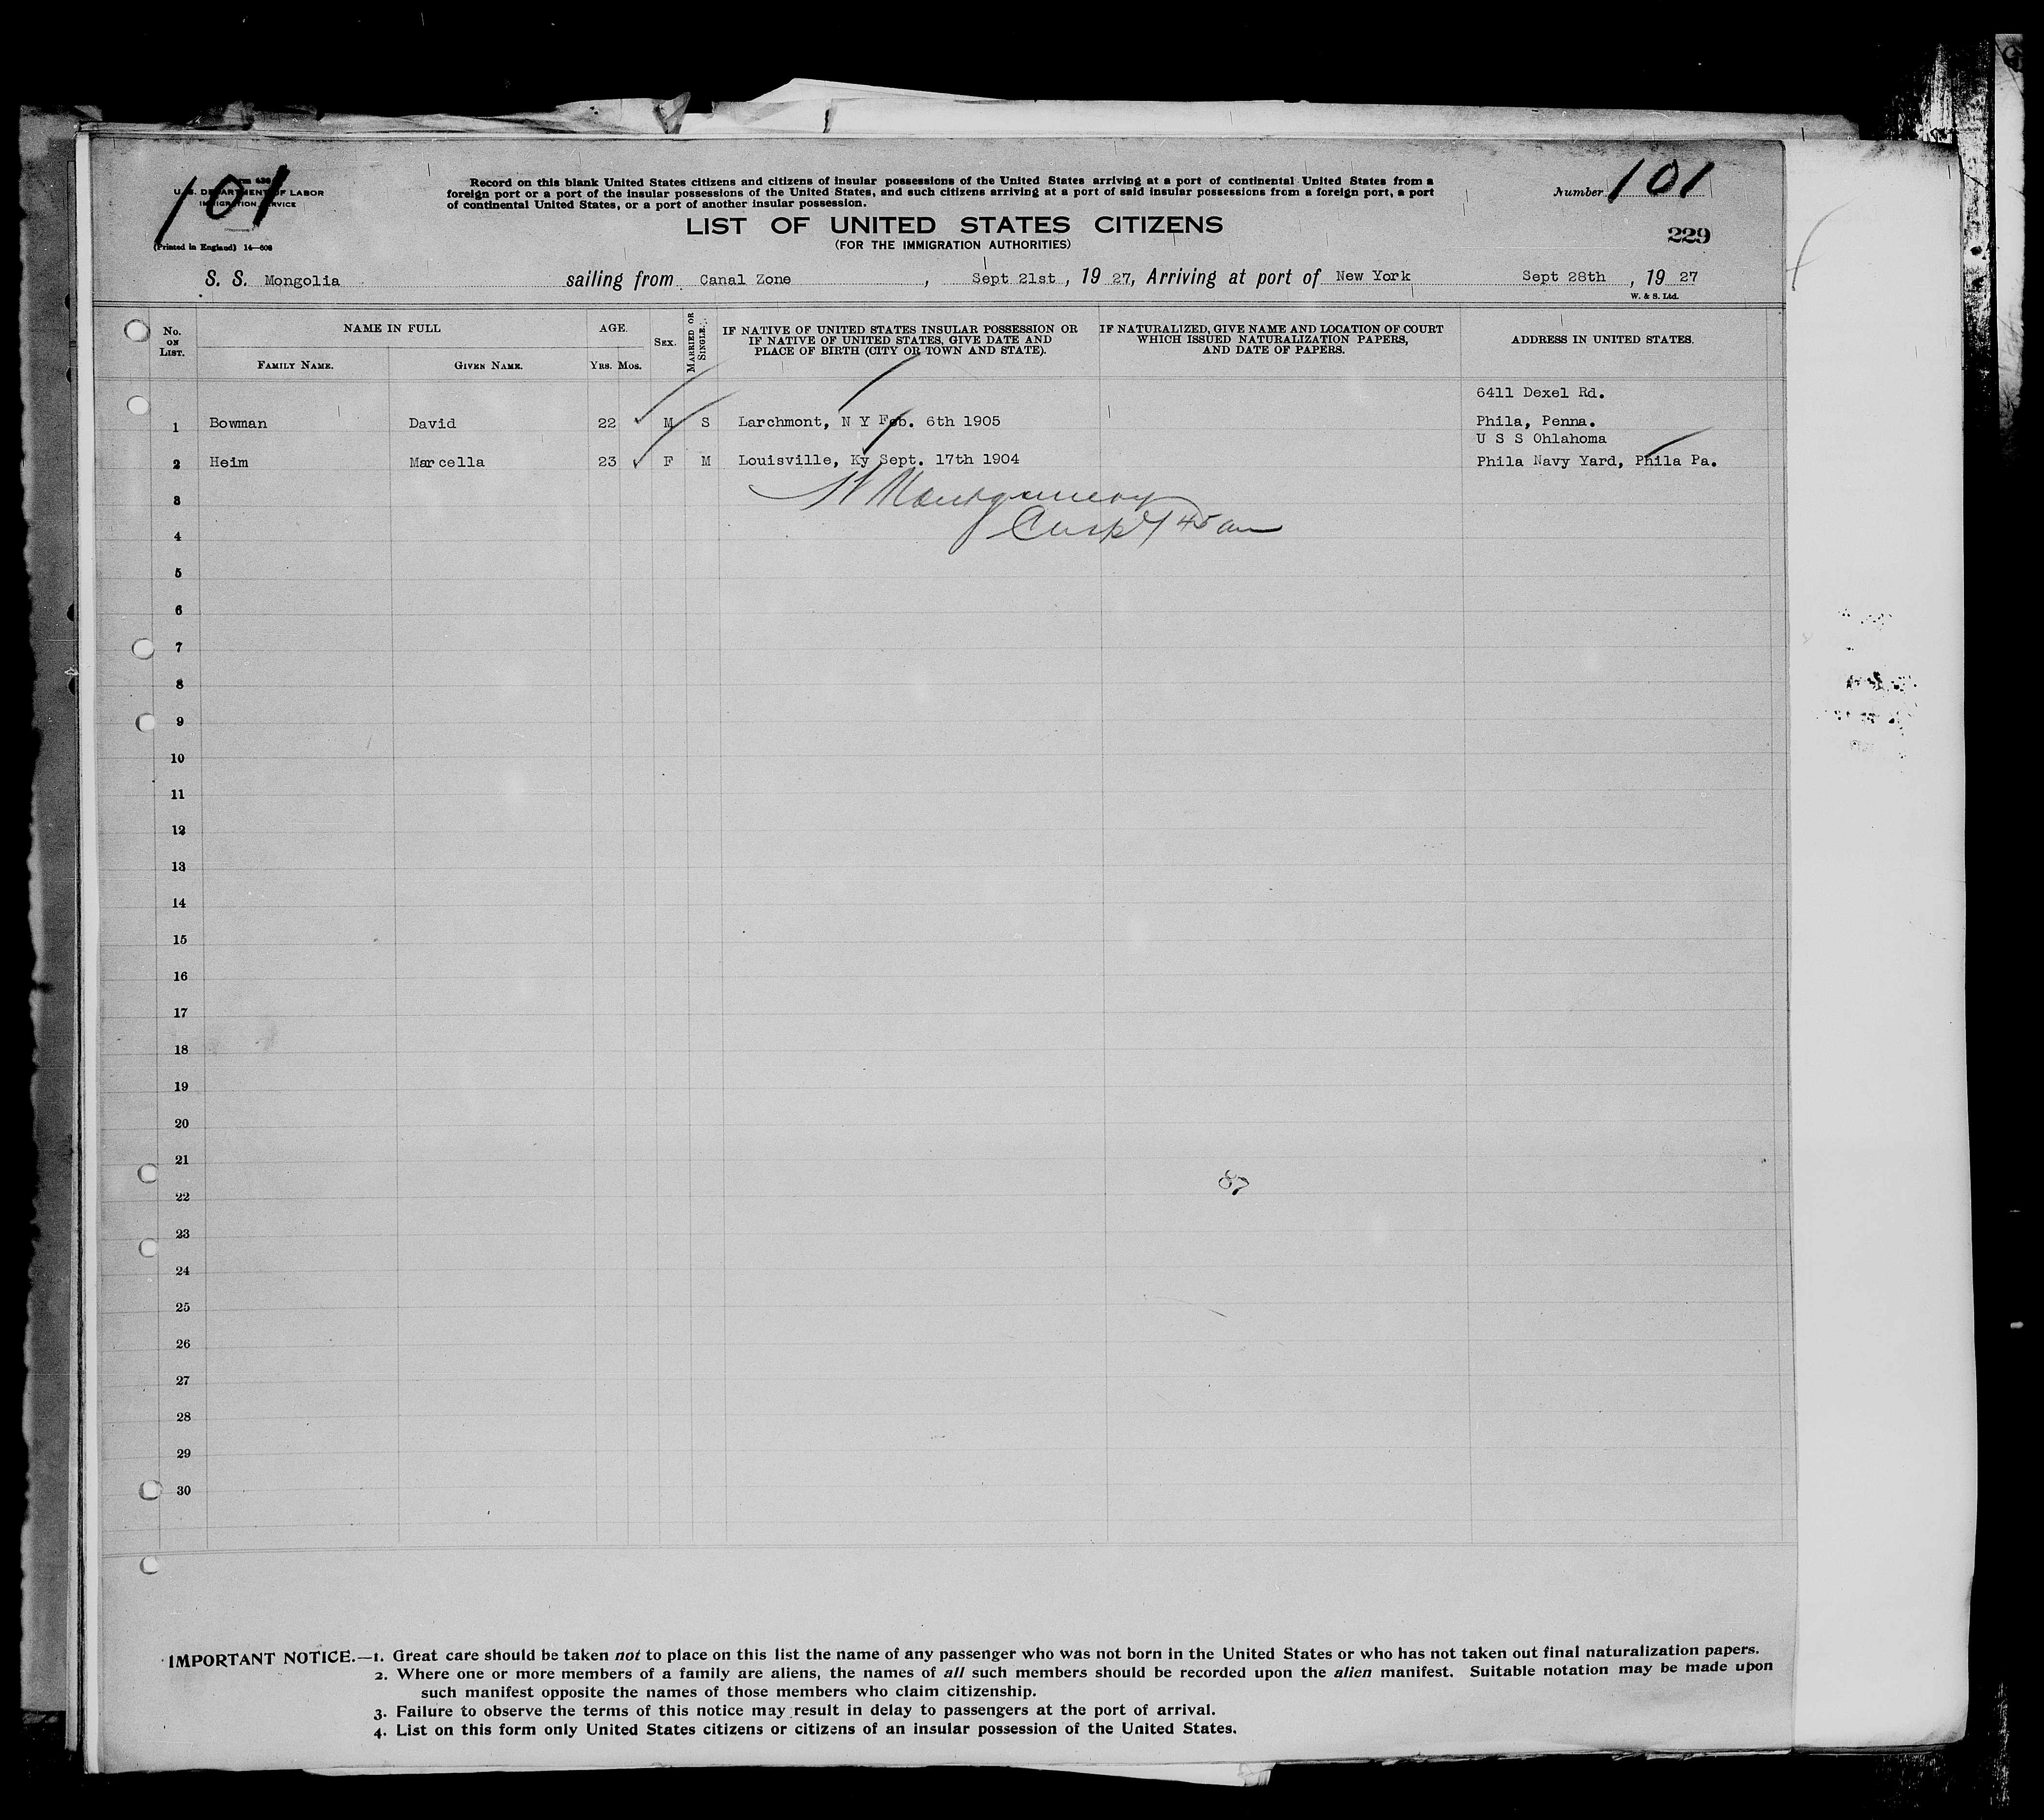 101
U. S. DEPARTMENT OF LABOR
IMMIGRATION SERVICE
(Printed in England) 14—608
Record on this blank United States citizens and citizens of insular possessions of the United States arriving at a port of continental United States from a
foreign port or a port of the insular possessions of the United States, and such citizens arriving at a port of said insular possessions from a foreign port, a port
of continental United States, or a port of another insular possession.
Number 101
LIST OF UNITED STATES CITIZENS
(FOR THE IMMIGRATION AUTHORITIES)
229
S. S. Mongolia sailing from Canal Zone , Sept 21st , 19 27, Arriving at port of New York Sept 28th , 19 27
W. & S. Ltd.
No. ON LIST. NAME IN FULL AGE. SEX. MARRIED OR SINGLE. IF NATIVE OF UNITED STATES INSULAR POSSESSION OR IF NATIVE OF UNITED STATES, GIVE DATE AND PLACE OF BIRTH (CITY OR TOWN AND STATE). IF NATURALIZED, GIVE NAME AND LOCATION OF COURT WHICH ISSUED NATURALIZATION PAPERS, AND DATE OF PAPERS. ADDRESS IN UNITED STATES.
FAMILY NAME. GIVEN NAME. YRS. MOS.
6411 Dexel Rd.
1 Bowman David 22 M S Larchmont, N Y Feb. 6th 1905 Phila, Penna.
U S S Ohlahoma
2 Heim Marcella 23 F M Louisville, Ky Sept. 17th 1904 Phila Navy Yard, Phila Pa.
3 Montgomery
4 45 am
5
6
7
8
9
10
11
12
13
14
15
16
17
18
19
20
21
87
22
23
24
25
26
27
28
29
30
IMPORTANT NOTICE.—1. Great care should be taken not to place on this list the name of any passenger who was not born in the United States or who has not taken out final naturalization papers.
2. Where one or more members of a family are aliens, the names of all such members should be recorded upon the alien manifest. Suitable notation may be made upon
such manifest opposite the names of those members who claim citizenship.
3. Failure to observe the terms of this notice may result in delay to passengers at the port of arrival.
4. List on this form only United States citizens or citizens of an insular possession of the United States.